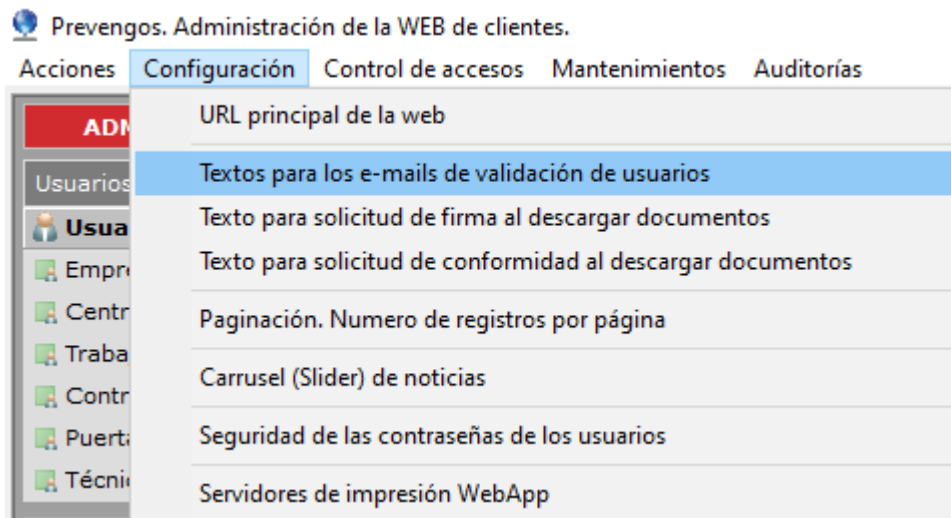 Prevengos. Administración de la WEB de clientes.
Acciones Configuración Control de accesos Mantenimientos Auditorías
URL principal de la web
Textos para los e-mails de validación de usuarios
Usuarios
Texto para solicitud de firma al descargar documentos
Texto para solicitud de conformidad al descargar documentos
Paginación. Numero de registros por página
Carrusel (Slider) de noticias
Seguridad de las contraseñas de los usuarios
Servidores de impresión WebApp